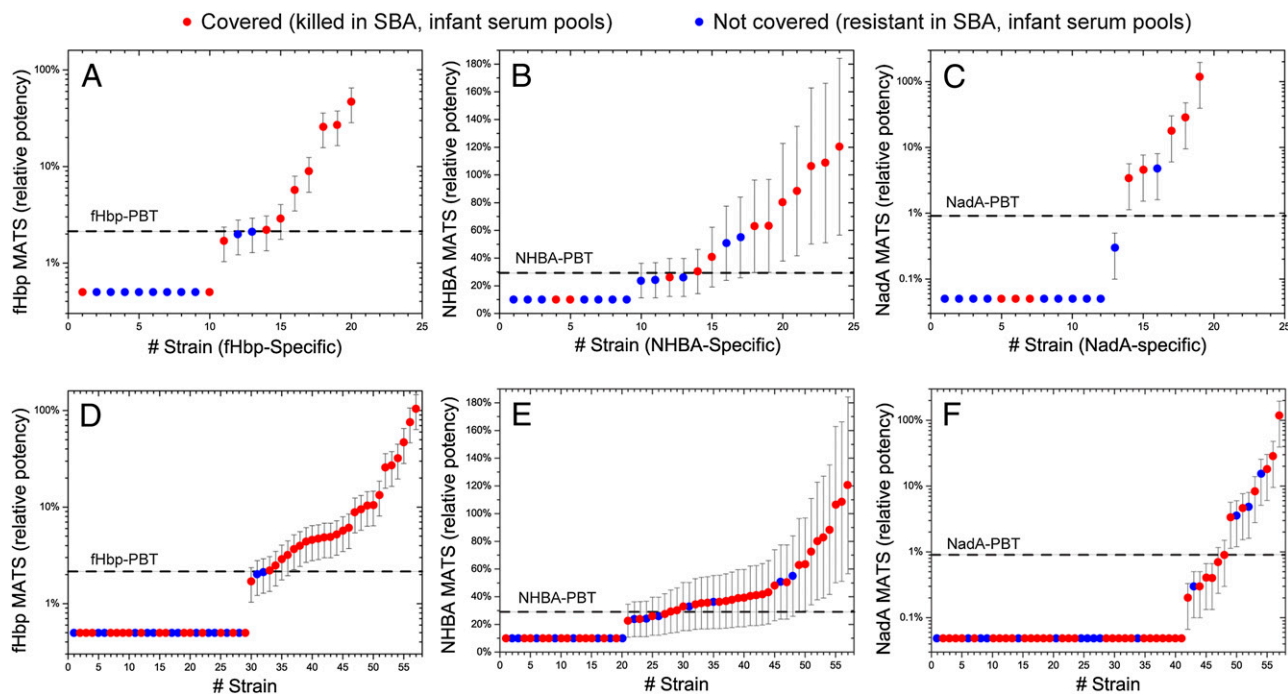 Covered (killed in SBA, infant serum pools) Not covered (resistant in SBA, infant serum pools)
A
fHbp MATS (relative potency)
100%
10%
1%
fHbp-PBT
0 5 10 15 20 25
# Strain (fHbp-Specific)
B
NHBA MATS (relative potency)
180%
160%
140%
120%
100%
80%
60%
40%
20%
0%
NHBA-PBT
0 5 10 15 20 25
# Strain (NHBA-Specific)
C
NadA MATS (relative potency)
100%
10%
1%
0.1%
NadA-PBT
0 5 10 15 20 25
# Strain (NadA-specific)
D
fHbp MATS (relative potency)
100%
10%
1%
fHbp-PBT
0 5 10 15 20 25 30 35 40 45 50 55
# Strain
E
NHBA MATS (relative potency)
180%
160%
140%
120%
100%
80%
60%
40%
20%
0%
NHBA-PBT
0 5 10 15 20 25 30 35 40 45 50 55
# Strain
F
NadA MATS (relative potency)
100%
10%
1%
0.1%
NadA-PBT
0 5 10 15 20 25 30 35 40 45 50 55
# Strain